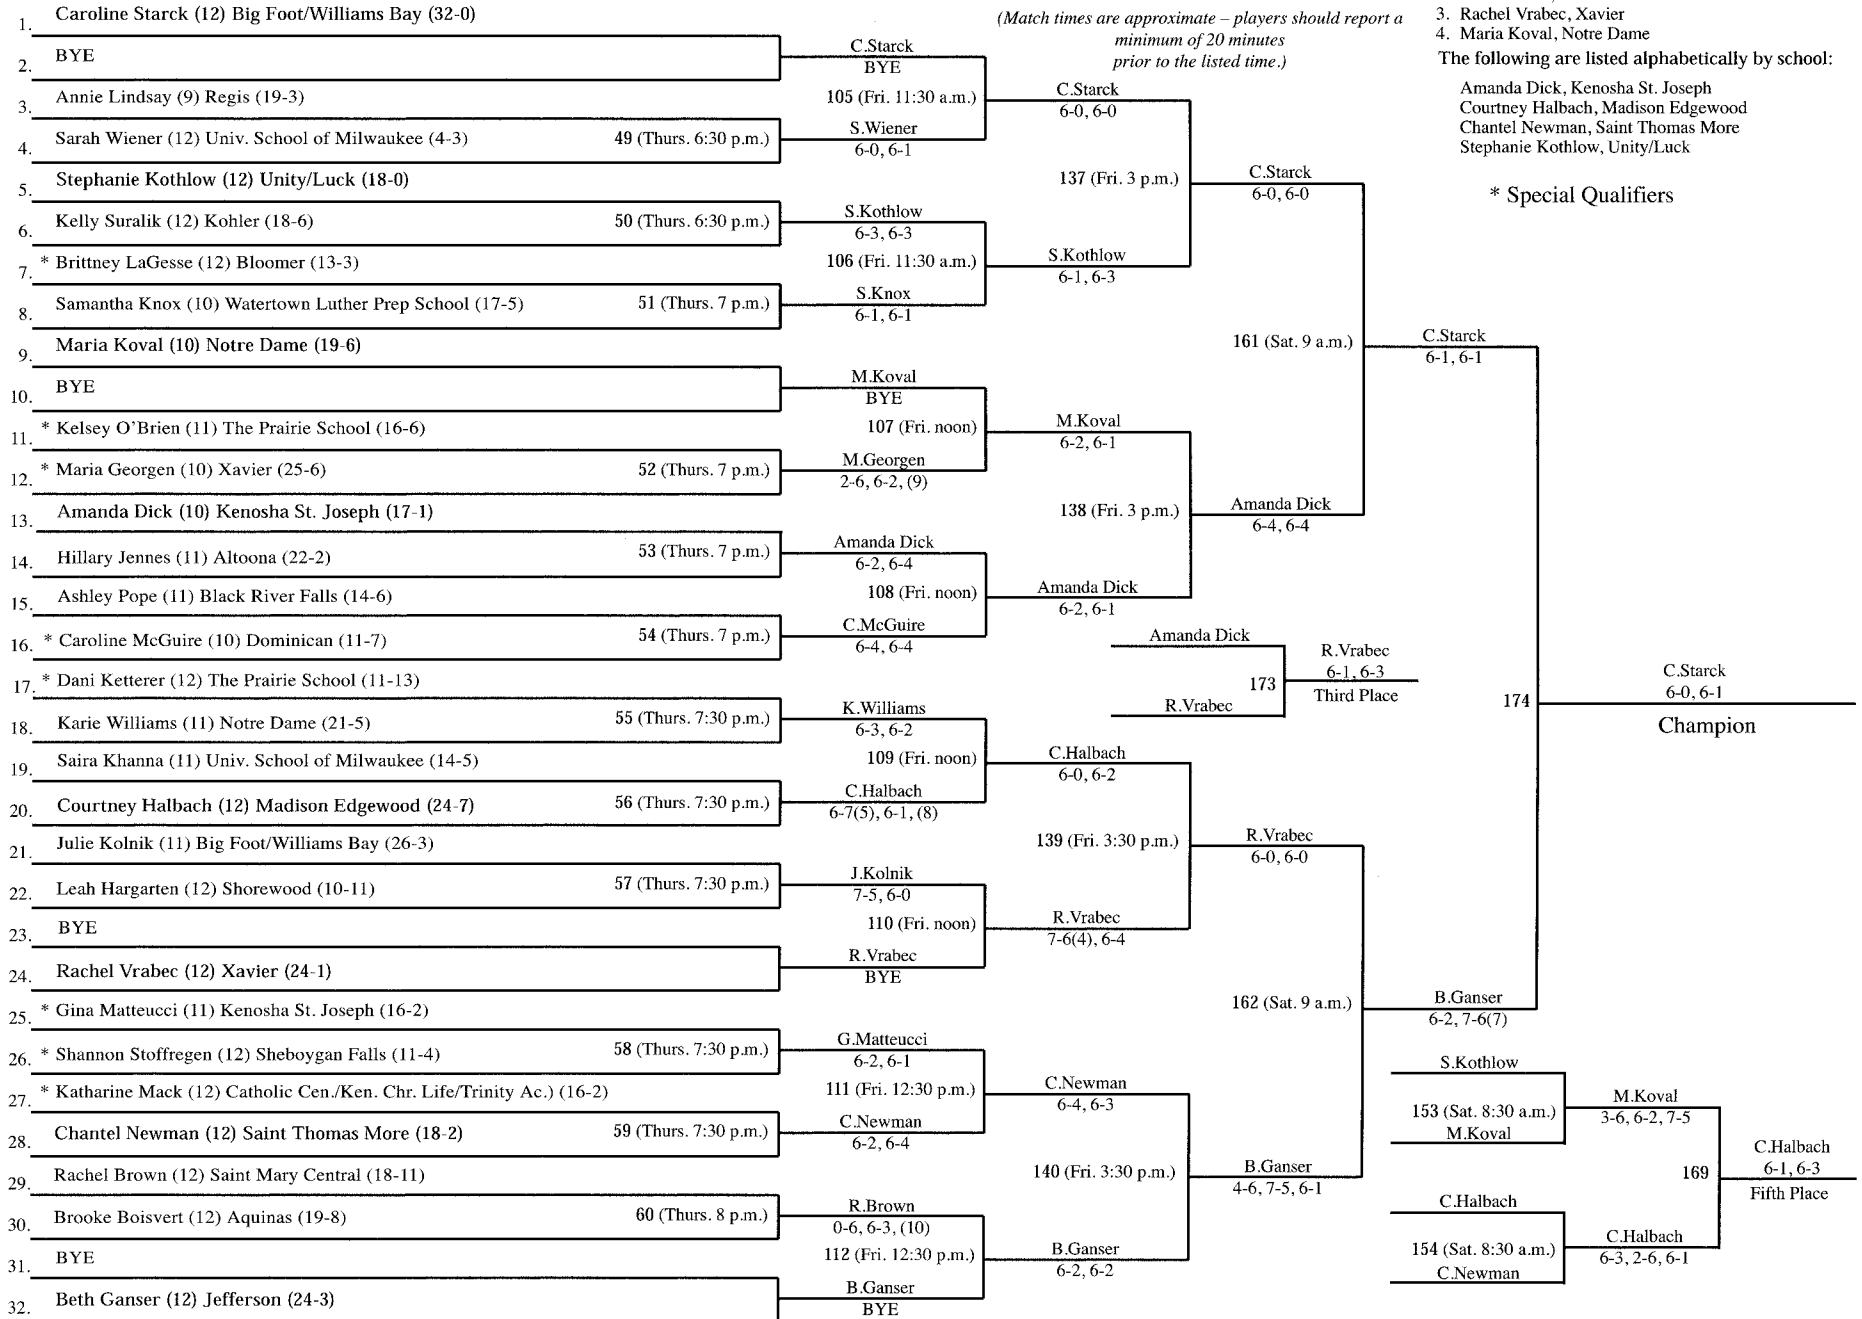 1. Caroline Starck (12) Big Foot/Williams Bay (32-0)
2. BYE
3. Annie Lindsay (9) Regis (19-3)
4. Sarah Wiener (12) Univ. School of Milwaukee (4-3) 49 (Thurs. 6:30 p.m.)
5. Stephanie Kothlow (12) Unity/Luck (18-0)
6. Kelly Suralik (12) Kohler (18-6) 50 (Thurs. 6:30 p.m.)
7. * Brittney LaGesse (12) Bloomer (13-3)
8. Samantha Knox (10) Watertown Luther Prep School (17-5) 51 (Thurs. 7 p.m.)
9. Maria Koval (10) Notre Dame (19-6)
10. BYE
11. * Kelsey O'Brien (11) The Prairie School (16-6)
12. * Maria Georgen (10) Xavier (25-6) 52 (Thurs. 7 p.m.)
13. Amanda Dick (10) Kenosha St. Joseph (17-1)
14. Hillary Jennes (11) Altoona (22-2) 53 (Thurs. 7 p.m.)
15. Ashley Pope (11) Black River Falls (14-6)
16. * Caroline McGuire (10) Dominican (11-7) 54 (Thurs. 7 p.m.)
17. * Dani Ketterer (12) The Prairie School (11-13)
18. Karie Williams (11) Notre Dame (21-5) 55 (Thurs. 7:30 p.m.)
19. Saira Khanna (11) Univ. School of Milwaukee (14-5)
20. Courtney Halbach (12) Madison Edgewood (24-7) 56 (Thurs. 7:30 p.m.)
21. Julie Kolnik (11) Big Foot/Williams Bay (26-3)
22. Leah Hargarten (12) Shorewood (10-11) 57 (Thurs. 7:30 p.m.)
23. BYE
24. Rachel Vrabec (12) Xavier (24-1)
25. * Gina Matteucci (11) Kenosha St. Joseph (16-2)
26. * Shannon Stoffregen (12) Sheboygan Falls (11-4) 58 (Thurs. 7:30 p.m.)
27. * Katharine Mack (12) Catholic Cen./Ken. Chr. Life/Trinity Ac.) (16-2)
28. Chantel Newman (12) Saint Thomas More (18-2) 59 (Thurs. 7:30 p.m.)
29. Rachel Brown (12) Saint Mary Central (18-11)
30. Brooke Boisvert (12) Aquinas (19-8) 60 (Thurs. 8 p.m.)
31. BYE
32. Beth Ganser (12) Jefferson (24-3)
C.Starck
BYE
105 (Fri. 11:30 a.m.)
S.Wiener
6-0, 6-1
S.Kothlow
6-3, 6-3
106 (Fri. 11:30 a.m.)
S.Knox
6-1, 6-1
M.Koval
BYE
107 (Fri. noon)
M.Georgen
2-6, 6-2, (9)
Amanda Dick
6-2, 6-4
108 (Fri. noon)
C.McGuire
6-4, 6-4
K.Williams
6-3, 6-2
109 (Fri. noon)
C.Halbach
6-7(5), 6-1, (8)
J.Kolnik
7-5, 6-0
110 (Fri. noon)
R.Vrabec
BYE
G.Matteucci
6-2, 6-1
111 (Fri. 12:30 p.m.)
C.Newman
6-2, 6-4
R.Brown
0-6, 6-3, (10)
112 (Fri. 12:30 p.m.)
B.Ganser
BYE
(Match times are approximate – players should report a
minimum of 20 minutes
prior to the listed time.)
C.Starck
6-0, 6-0
137 (Fri. 3 p.m.)
S.Kothlow
6-1, 6-3
M.Koval
6-2, 6-1
138 (Fri. 3 p.m.)
Amanda Dick
6-2, 6-1
C.Halbach
6-0, 6-2
139 (Fri. 3:30 p.m.)
R.Vrabec
7-6(4), 6-4
C.Newman
6-4, 6-3
140 (Fri. 3:30 p.m.)
B.Ganser
6-2, 6-2
C.Starck
6-0, 6-0
161 (Sat. 9 a.m.)
Amanda Dick
6-4, 6-4
R.Vrabec
6-0, 6-0
162 (Sat. 9 a.m.)
B.Ganser
4-6, 7-5, 6-1
C.Starck
6-1, 6-1
174
B.Ganser
6-2, 7-6(7)
C.Starck
6-0, 6-1
Champion
Amanda Dick
173
R.Vrabec
R.Vrabec
6-1, 6-3
Third Place
S.Kothlow
153 (Sat. 8:30 a.m.)
M.Koval
M.Koval
3-6, 6-2, 7-5
169
C.Halbach
154 (Sat. 8:30 a.m.)
C.Newman
C.Halbach
6-3, 2-6, 6-1
C.Halbach
6-1, 6-3
Fifth Place
3. Rachel Vrabec, Xavier
4. Maria Koval, Notre Dame
The following are listed alphabetically by school:
Amanda Dick, Kenosha St. Joseph
Courtney Halbach, Madison Edgewood
Chantel Newman, Saint Thomas More
Stephanie Kothlow, Unity/Luck
* Special Qualifiers